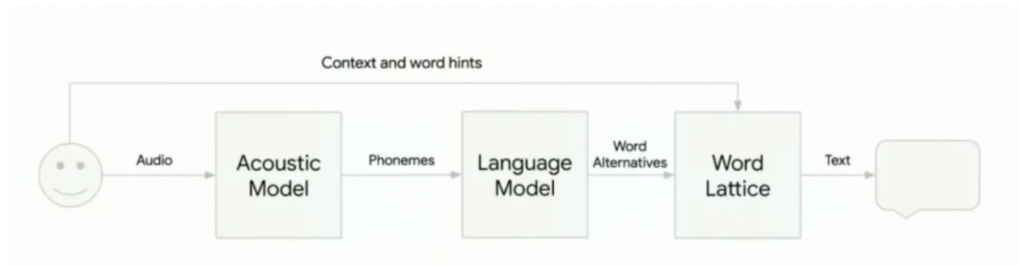 Context and word hints
Audio
Acoustic
Model
Phonemes
Language
Model
Word
Alternatives
Word
Lattice
Text